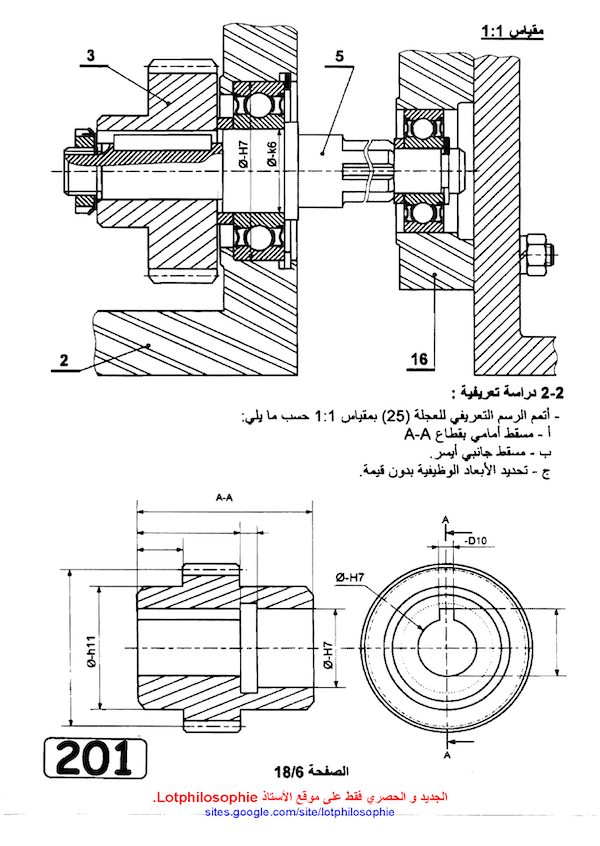 مقياس 1:1
3
5
Ø-H7
Ø-k6
2
16
2-2 دراسة تعريفية :
- أتمم الرسم التعريفي للعجلة (25) بمقياس 1:1 حسب ما يلي:
أ - مسقط أمامي بقطاع A-A
ب - مسقط جانبي أيسر.
ج - تحديد الأبعاد الوظيفية بدون قيمة.
A-A
A
-D10
Ø-H7
Ø-h11
Ø-H7
A
201
الصفحة 18/6
الجديد و الحصري فقط على موقع الأستاذ Lotphilosophie.
sites.google.com/site/lotphilosophie